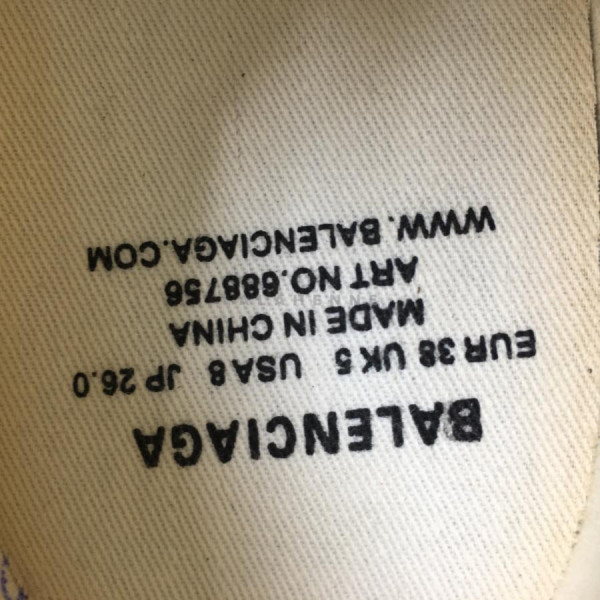 BALENCIAGA
EUR 38 UK 5 USA 8 JP 26.0
MADE IN CHINA
ART NO.688756
WWW.BALENCIAGA.COM